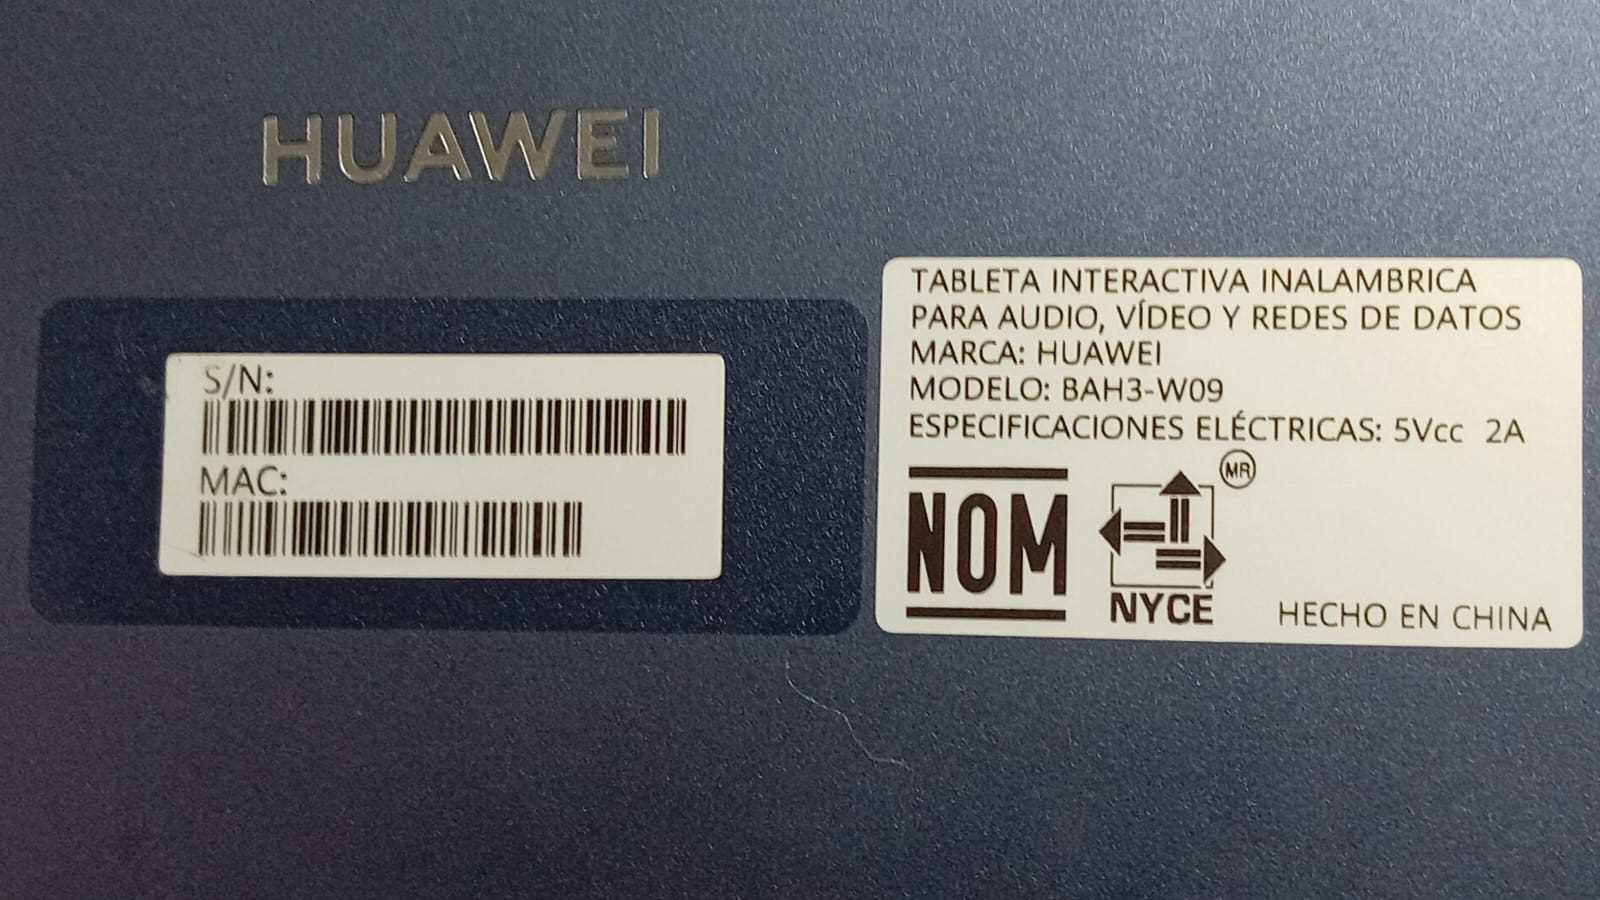 HUAWEI
S/N:
MAC:
TABLETA INTERACTIVA INALAMBRICA
PARA AUDIO, VÍDEO Y REDES DE DATOS
MARCA: HUAWEI
MODELO: BAH3-W09
ESPECIFICACIONES ELÉCTRICAS: 5Vcc 2A
NOM
MR
NYCE
HECHO EN CHINA